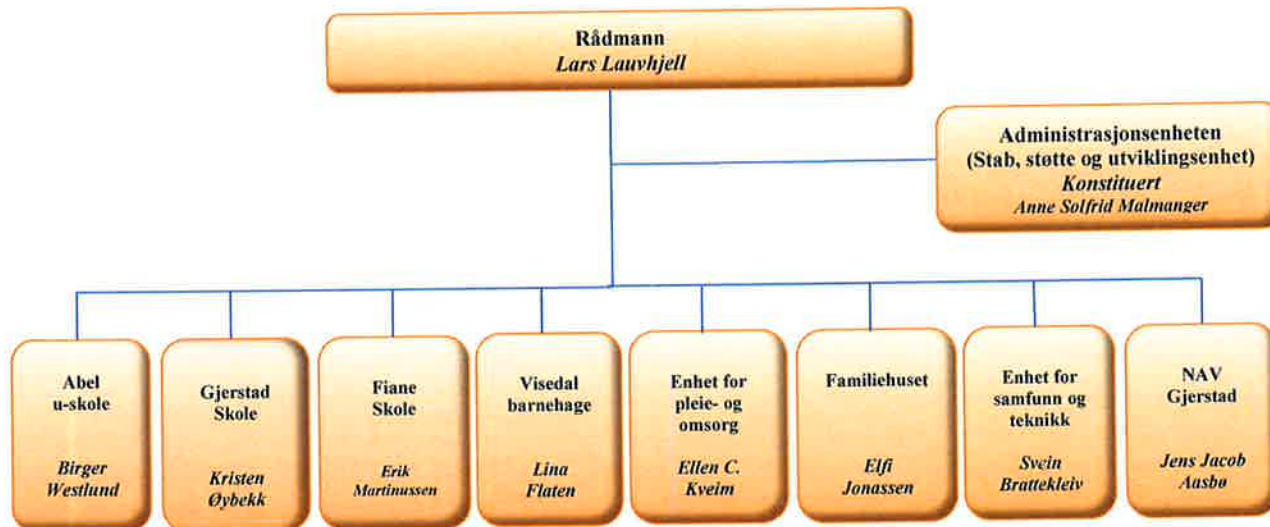 Rådmann
Lars Lauvhjell
Administrasjonsenheten
(Stab, støtte og utviklingsenhet)
Konstituert
Anne Solfrid Malmanger
Abel
u-skole
Birger
Westlund
Gjerstad
Skole
Kristen
Øybekk
Fiane
Skole
Erik
Martinussen
Visedal
barnehage
Lina
Flaten
Enhet for
pleie- og
omsorg
Ellen C.
Kveim
Familiehuset
Elfi
Jonassen
Enhet for
samfunn og
teknikk
Svein
Brattekleiv
NAV
Gjerstad
Jens Jacob
Aasbø